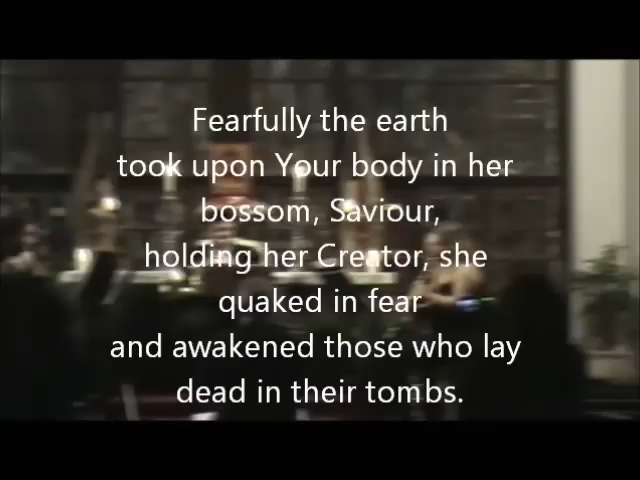 Fearfully the earth
took upon Your body in her
bossom, Saviour,
holding her Creator, she
quaked in fear
and awakened those who lay
dead in their tombs.